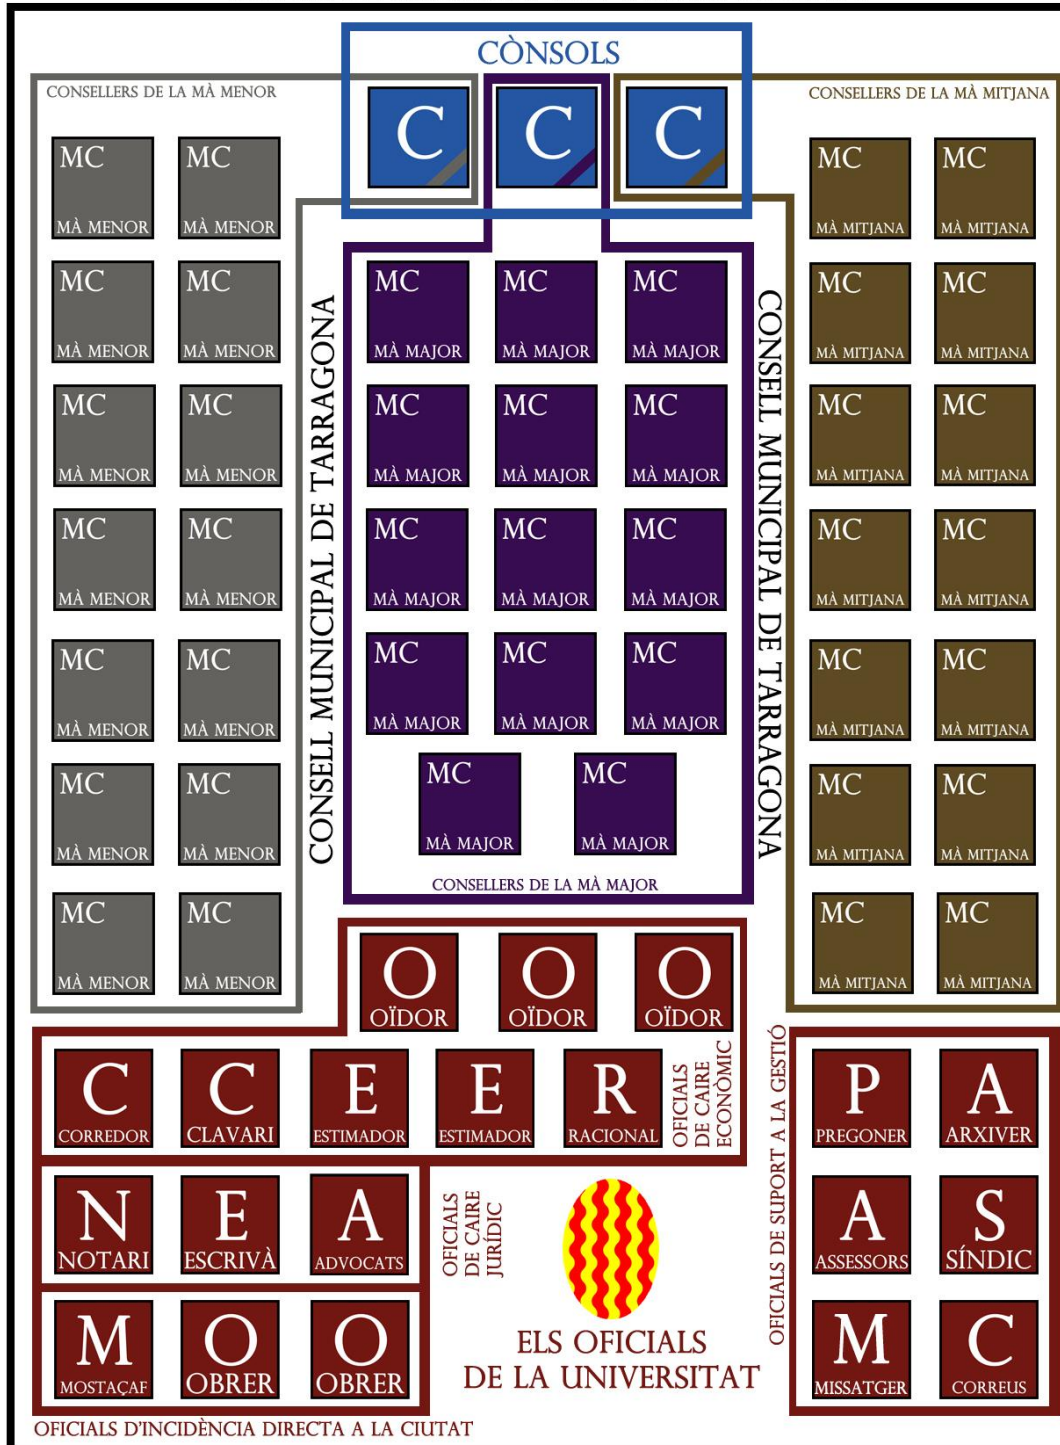 CÒNSOLS
C
C
C
CONSELLERS DE LA MÀ MENOR
MC
MÀ MENOR
MC
MÀ MENOR
MC
MÀ MENOR
MC
MÀ MENOR
MC
MÀ MENOR
MC
MÀ MENOR
MC
MÀ MENOR
MC
MÀ MENOR
MC
MÀ MENOR
MC
MÀ MENOR
MC
MÀ MENOR
MC
MÀ MENOR
MC
MÀ MENOR
MC
MÀ MENOR
CONSELL MUNICIPAL DE TARRAGONA
MC
MÀ MAJOR
MC
MÀ MAJOR
MC
MÀ MAJOR
MC
MÀ MAJOR
MC
MÀ MAJOR
MC
MÀ MAJOR
MC
MÀ MAJOR
MC
MÀ MAJOR
MC
MÀ MAJOR
MC
MÀ MAJOR
MC
MÀ MAJOR
MC
MÀ MAJOR
MC
MÀ MAJOR
MC
MÀ MAJOR
CONSELLERS DE LA MÀ MAJOR
CONSELL MUNICIPAL DE TARRAGONA
CONSELLERS DE LA MÀ MITJANA
MC
MÀ MITJANA
MC
MÀ MITJANA
MC
MÀ MITJANA
MC
MÀ MITJANA
MC
MÀ MITJANA
MC
MÀ MITJANA
MC
MÀ MITJANA
MC
MÀ MITJANA
MC
MÀ MITJANA
MC
MÀ MITJANA
MC
MÀ MITJANA
MC
MÀ MITJANA
MC
MÀ MITJANA
MC
MÀ MITJANA
O
OÏDOR
O
OÏDOR
O
OÏDOR
C
CORREDOR
C
CLAVARI
E
ESTIMADOR
E
ESTIMADOR
R
RACIONAL
OFICIALS
DE CAIRE
ECONÒMIC
N
NOTARI
E
ESCRIVÀ
A
ADVOCATS
OFICIALS
DE CAIRE
JURÍDIC
M
MOSTAÇAF
O
OBRER
O
OBRER
OFICIALS D'INCIDÈNCIA DIRECTA A LA CIUTAT
ELS OFICIALS
DE LA UNIVERSITAT
OFICIALS DE SUPORT A LA GESTIÓ
P
PREGONER
A
ARXIVER
A
ASSESSORS
S
SÍNDIC
M
MISSATGER
C
CORREUS